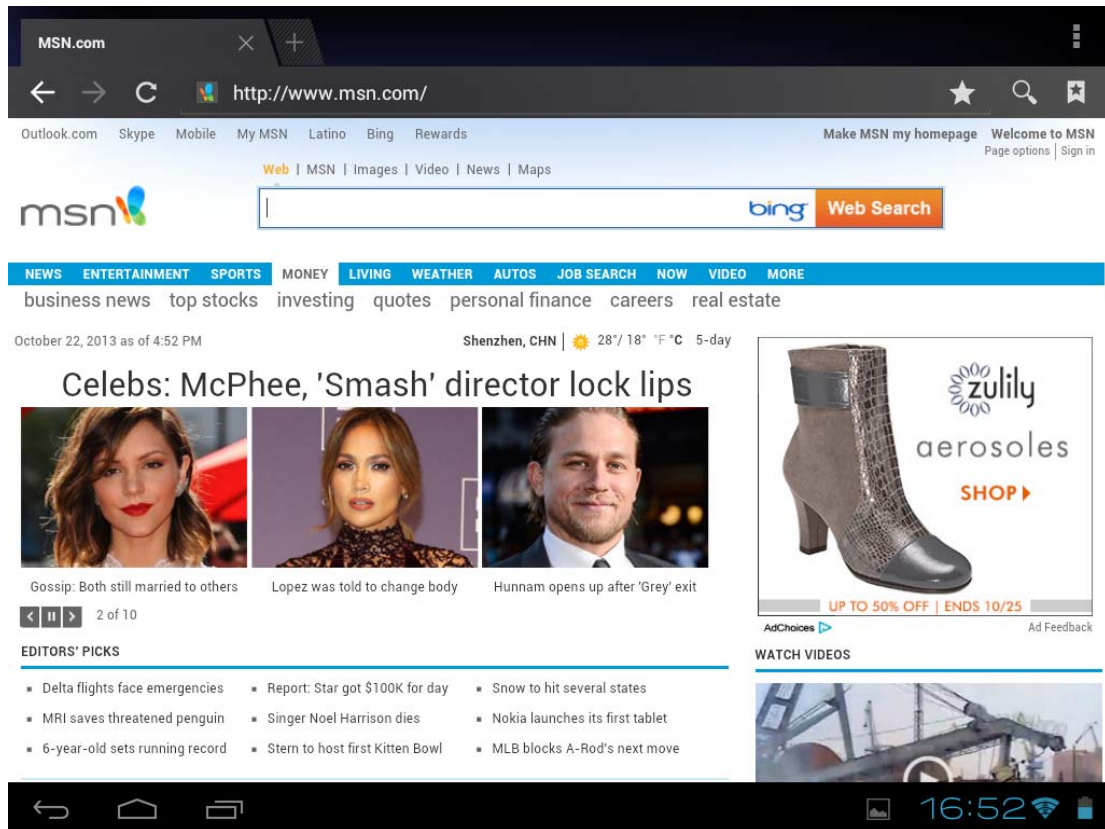 MSN.com
http://www.msn.com/
Outlook.com Skype Mobile My MSN Latino Bing Rewards
Make MSN my homepage Welcome to MSN
Page options | Sign in
Web | MSN | Images | Video | News | Maps
msn
bing Web Search
NEWS ENTERTAINMENT SPORTS MONEY LIVING WEATHER AUTOS JOB SEARCH NOW VIDEO MORE
business news top stocks investing quotes personal finance careers real estate
October 22, 2013 as of 4:52 PM
Shenzhen, CHN | 28°/ 18° °F °C 5-day
Celebs: McPhee, 'Smash' director lock lips
Gossip: Both still married to others
Lopez was told to change body
Hunnam opens up after 'Grey' exit
2 of 10
zulily
aerosoles
SHOP
UP TO 50% OFF | ENDS 10/25
AdChoices
Ad Feedback
EDITORS' PICKS
Delta flights face emergencies
MRI saves threatened penguin
6-year-old sets running record
Report: Star got $100K for day
Singer Noel Harrison dies
Stern to host first Kitten Bowl
Snow to hit several states
Nokia launches its first tablet
MLB blocks A-Rod's next move
WATCH VIDEOS
16:52